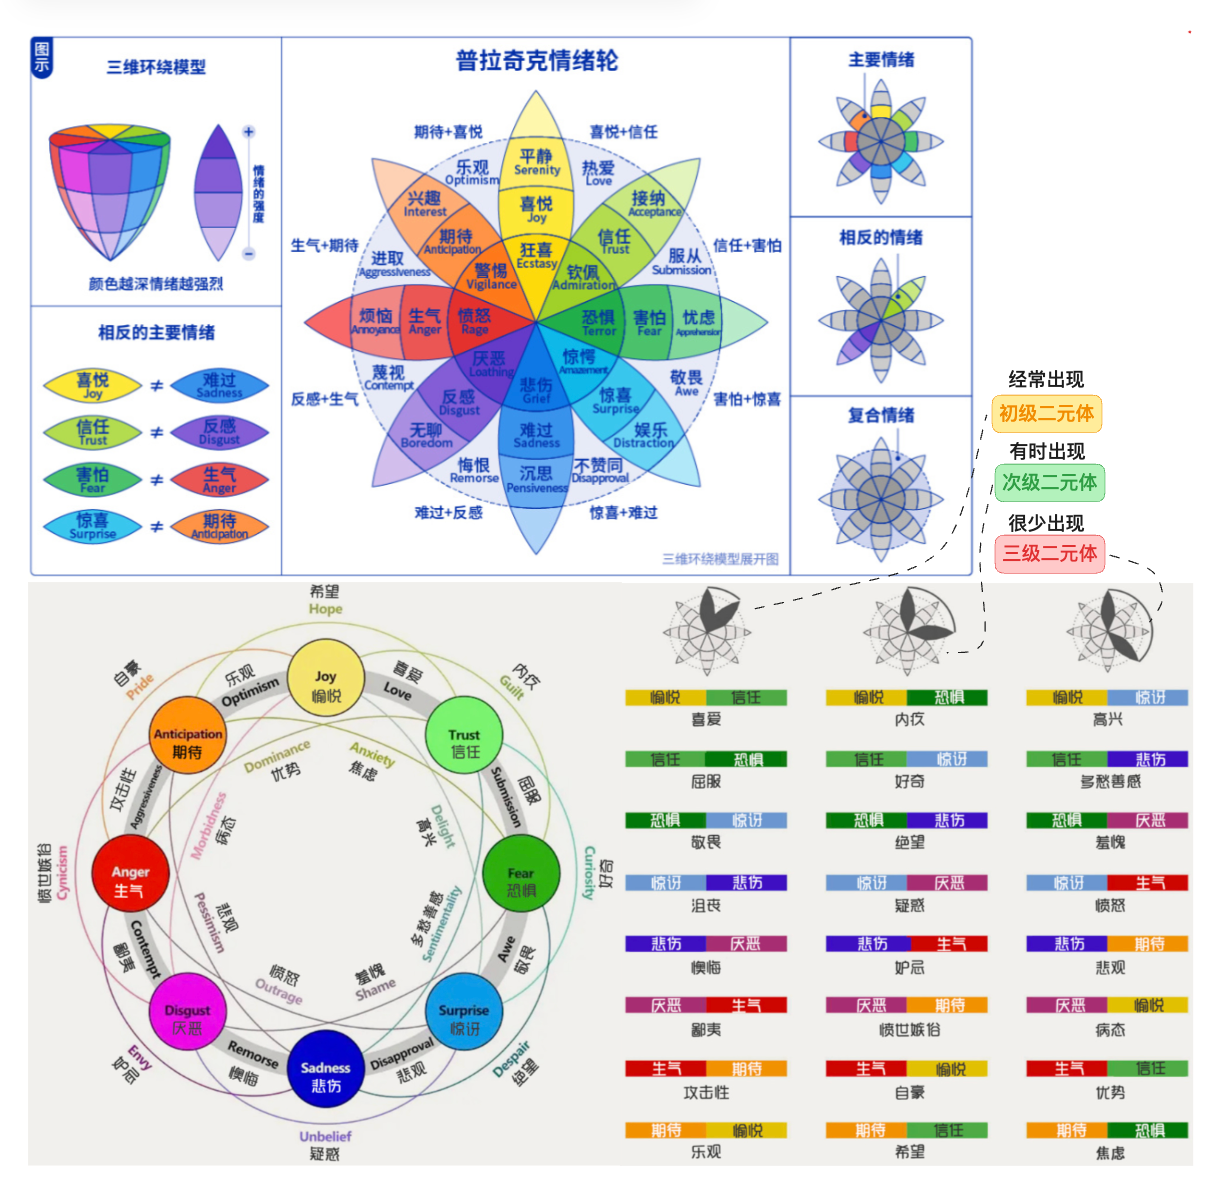 图示
三维环绕模型
+
情绪的强度
−
颜色越深情绪越强烈
相反的主要情绪
喜悦 ≠ 难过
Joy Sadness
信任 ≠ 反感
Trust Disgust
害怕 ≠ 生气
Fear Anger
惊喜 ≠ 期待
Surprise Anticipation
普拉奇克情绪轮
期待+喜悦
喜悦+信任
平静
Serenity
乐观
Optimism
热爱
Love
兴趣
Interest
喜悦
Joy
接纳
Acceptance
期待
Anticipation
信任
Trust
生气+期待
信任+害怕
进取
Aggressiveness
狂喜
Ecstasy
服从
Submission
警惕
Vigilance
钦佩
Admiration
烦恼
Annoyance
生气
Anger
愤怒
Rage
恐惧
Terror
害怕
Fear
忧虑
Apprehension
蔑视
Contempt
厌恶
Loathing
惊愕
Amazement
敬畏
Awe
反感+生气
害怕+惊喜
反感
Disgust
悲伤
Grief
惊喜
Surprise
无聊
Boredom
难过
Sadness
娱乐
Distraction
悔恨
Remorse
沉思
Pensiveness
不赞同
Disapproval
难过+反感
惊喜+难过
三维环绕模型展开图
主要情绪
相反的情绪
复合情绪
经常出现
初级二元体
有时出现
次级二元体
很少出现
三级二元体
希望
Hope
自豪
Pride
乐观
Optimism
Joy
愉悦
喜爱
Love
内疚
Guilt
Anticipation
期待
Trust
信任
Dominance
优势
Anxiety
焦虑
攻击性
Aggressiveness
Morbidness
病态
Delight
高兴
Submission
屈服
愤世嫉俗
Cynicism
Anger
生气
Fear
恐惧
Curiosity
好奇
Pessimism
悲观
多愁善感
Sentimentality
Contempt
鄙夷
愤怒
Outrage
羞愧
Shame
Awe
敬畏
Disgust
厌恶
Surprise
惊讶
Envy
妒忌
Remorse
懊悔
Sadness
悲伤
Disapproval
悲观
Despair
绝望
Unbelief
疑惑
愉悦 信任
喜爱
愉悦 恐惧
内疚
愉悦 惊讶
高兴
信任 恐惧
屈服
信任 惊讶
好奇
信任 悲伤
多愁善感
恐惧 惊讶
敬畏
恐惧 悲伤
绝望
恐惧 厌恶
羞愧
惊讶 悲伤
沮丧
惊讶 厌恶
疑惑
惊讶 生气
愤怒
悲伤 厌恶
懊悔
悲伤 生气
妒忌
悲伤 期待
悲观
厌恶 生气
鄙夷
厌恶 期待
愤世嫉俗
厌恶 愉悦
病态
生气 期待
攻击性
生气 愉悦
自豪
生气 信任
优势
期待 愉悦
乐观
期待 信任
希望
期待 恐惧
焦虑